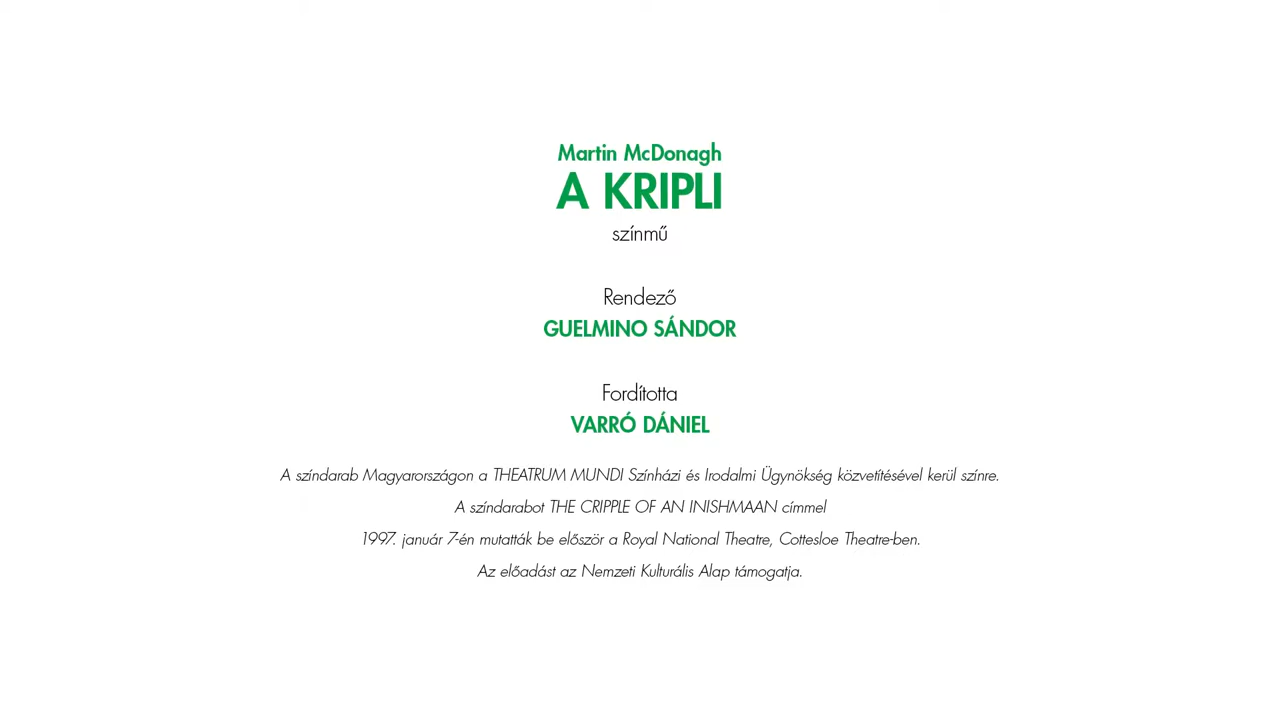 Martin McDonagh
A KRIPLI
színmű
Rendező
GUELMINO SÁNDOR
Fordította
VARRÓ DÁNIEL
A színdarab Magyarországon a THEATRUM MUNDI Színházi és Irodalmi Ügynökség közvetítésével kerül színre.
A színdarabot THE CRIPPLE OF AN INISHMAAN címmel
1997. január 7-én mutatták be először a Royal National Theatre, Cottesloe Theatre-ben.
Az előadást az Nemzeti Kulturális Alap támogatja.